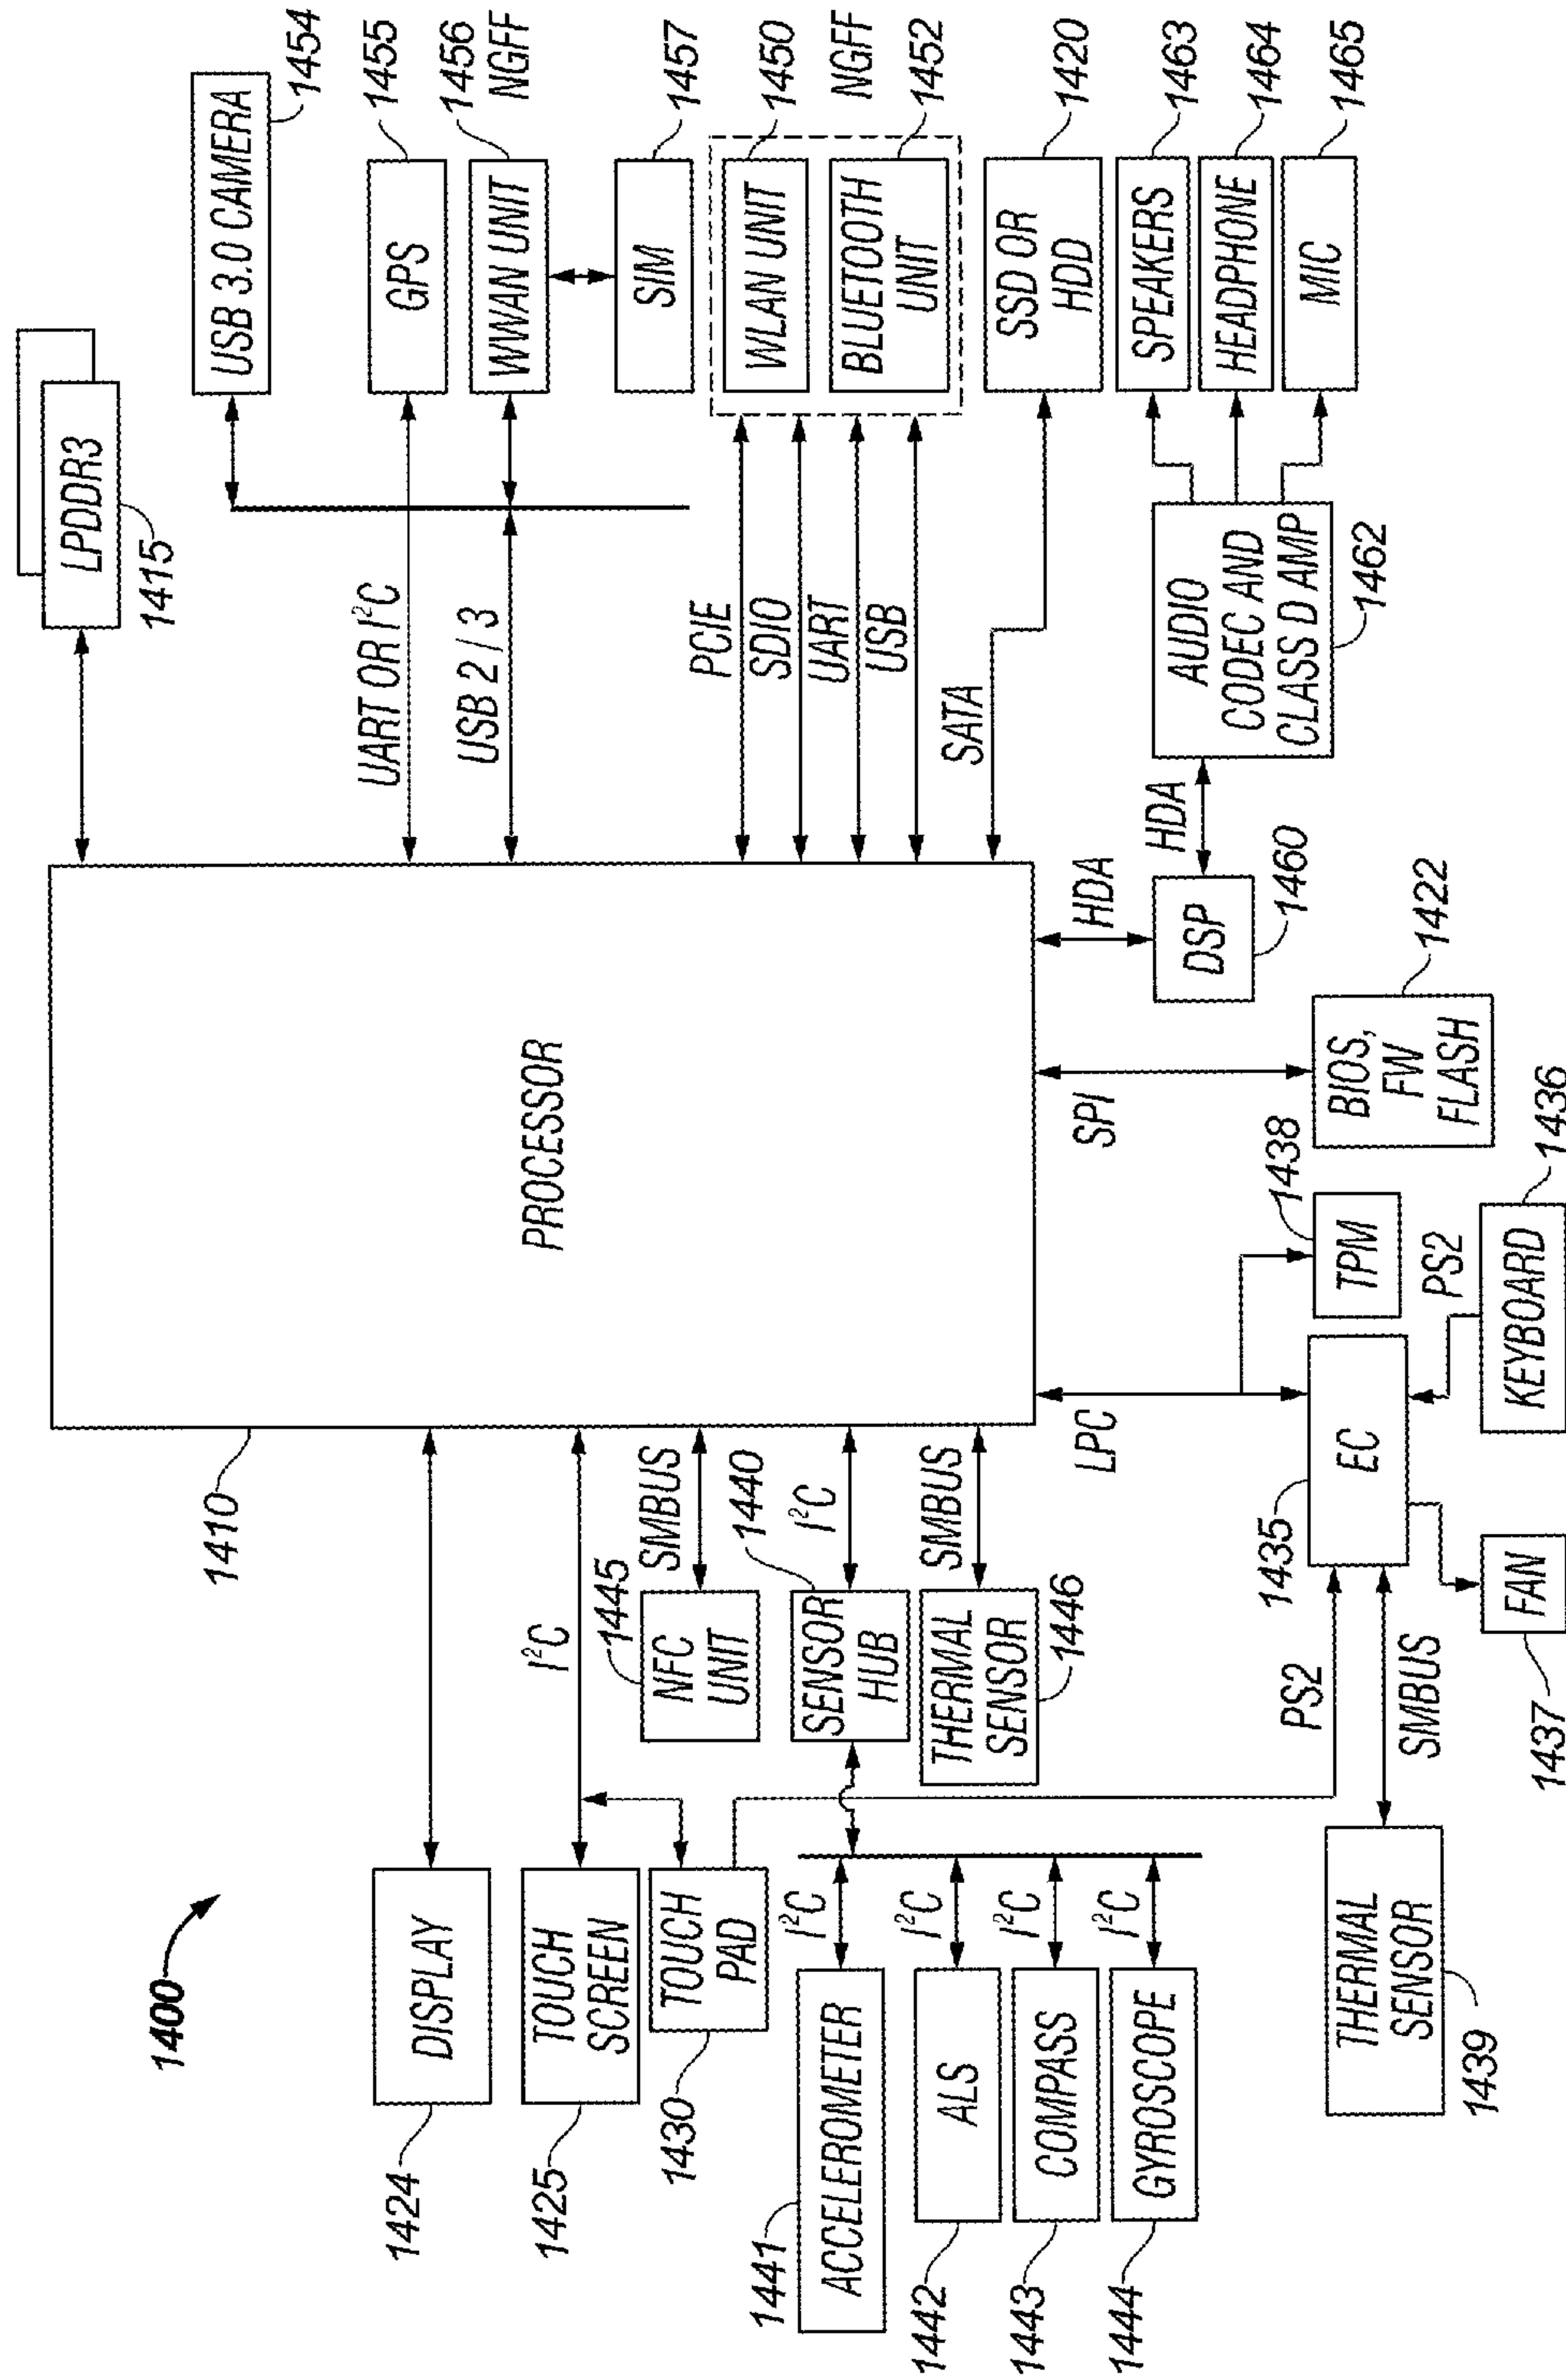 1400
LPDDR3
1415
USB 3.0 CAMERA
1454
UART OR I²C
GPS
1455
USB 2 / 3
WWAN UNIT
1456
NGFF
SIM
1457
PCIE
SDIO
UART
USB
WLAN UNIT
1450
NGFF
BLUETOOTH
UNIT
1452
SATA
SSD OR
HDD
1420
SPEAKERS
1463
HEADPHONE
1464
MIC
1465
AUDIO
CODEC AND
CLASS D AMP
1462
HDA
HDA
DSP
1460
PROCESSOR
1410
DISPLAY
1424
I²C
TOUCH
SCREEN
1425
TOUCH
PAD
1430
SMBUS
1445
NFC
UNIT
1440
I²C
SENSOR
HUB
SMBUS
THERMAL
SENSOR
1446
I²C
ACCELEROMETER
1441
I²C
ALS
1442
I²C
COMPASS
1443
I²C
GYROSCOPE
1444
LPC
SPI
BIOS,
FW
FLASH
1422
TPM
1438
EC
1435
PS2
KEYBOARD
1436
PS2
SMBUS
FAN
1437
THERMAL
SENSOR
1439